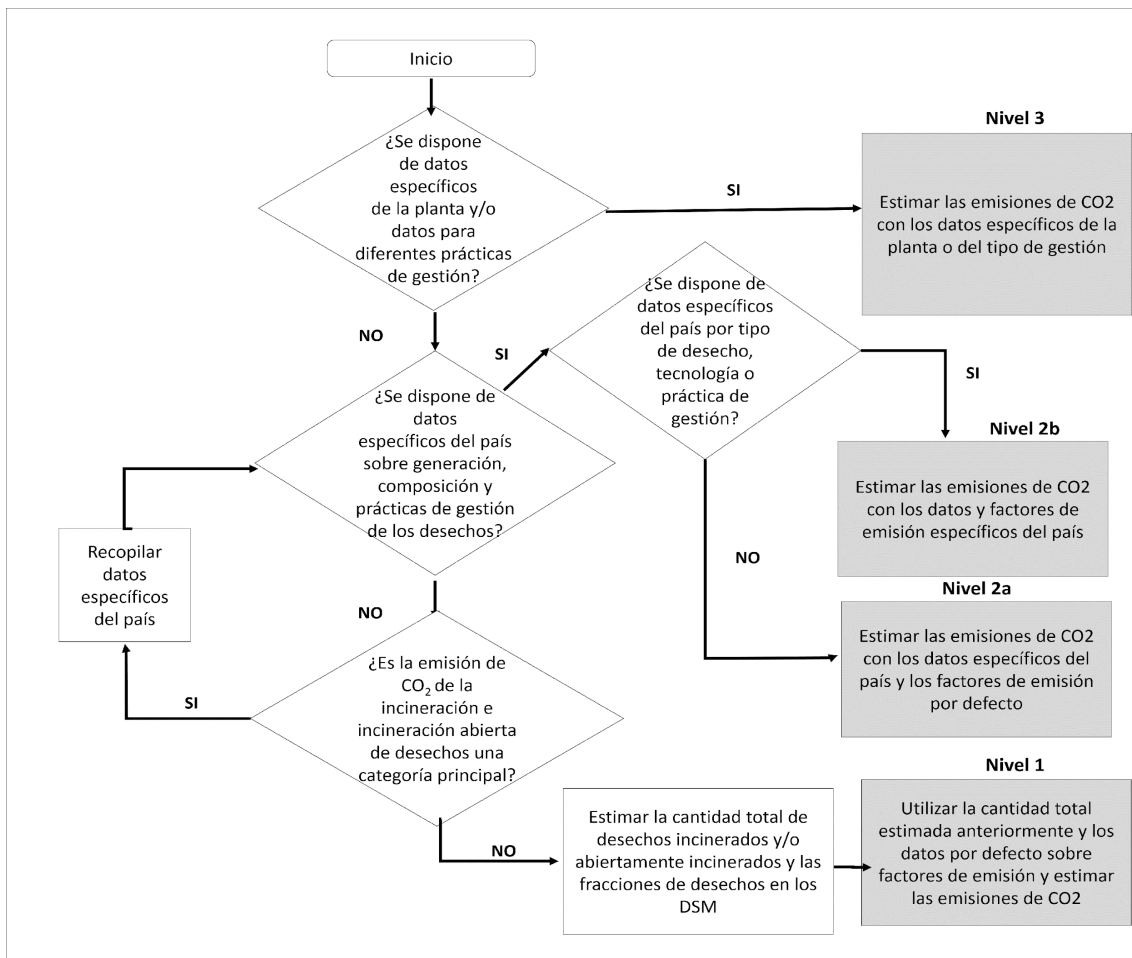 Inicio
¿Se dispone
de datos
específicos
de la planta y/o
datos para
diferentes prácticas
de gestión?
SI
Nivel 3
Estimar las emisiones de CO2
con los datos específicos de la
planta o del tipo de gestión
NO
SI
¿Se dispone de
datos específicos
del país por tipo
de desecho,
tecnología o
práctica de
gestión?
SI
¿Se dispone de
datos
específicos del país
sobre generación,
composición y
prácticas de gestión
de los desechos?
Nivel 2b
Estimar las emisiones de CO2
con los datos y factores de
emisión específicos del país
NO
Nivel 2a
Estimar las emisiones de CO2
con los datos específicos del
país y los factores de emisión
por defecto
Recopilar
datos
específicos
del país
NO
SI
¿Es la emisión de
CO₂ de la
incineración e
incineración abierta
de desechos una
categoría principal?
NO
Estimar la cantidad total de
desechos incinerados y/o
abiertamente incinerados y las
fracciones de desechos en los
DSM
Nivel 1
Utilizar la cantidad total
estimada anteriormente y los
datos por defecto sobre
factores de emisión y estimar
las emisiones de CO2